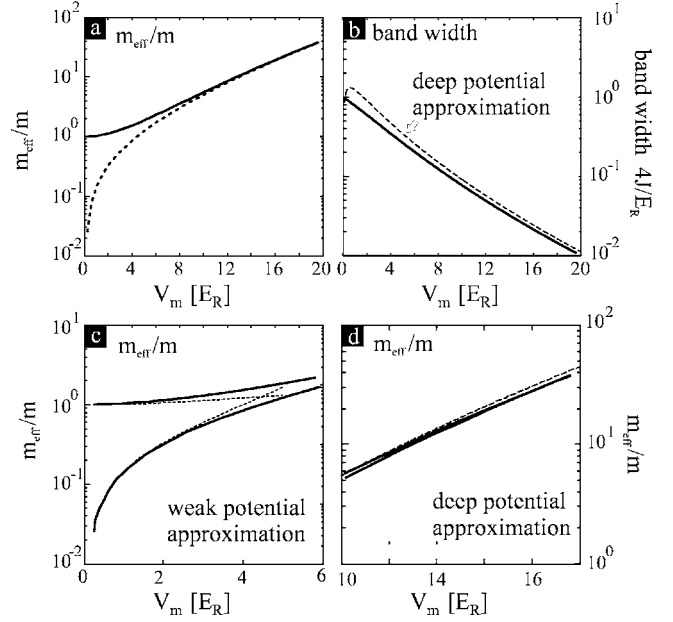 a m_eff/m
10^2
10^1
10^0
10^-1
10^-2
m_eff/m
0 4 8 12 16 20
V_m [E_R]
b band width
deep potential
approximation
10^1
10^0
10^-1
10^-2
band width 4J/E_R
0 4 8 12 16 20
V_m [E_R]
c m_eff/m
10^1
10^0
10^-1
10^-2
m_eff/m
weak potential
approximation
0 2 4 6
V_m [E_R]
d m_eff/m
10^2
10^1
10^0
m_eff/m
deep potential
approximation
10 14 16
V_m [E_R]